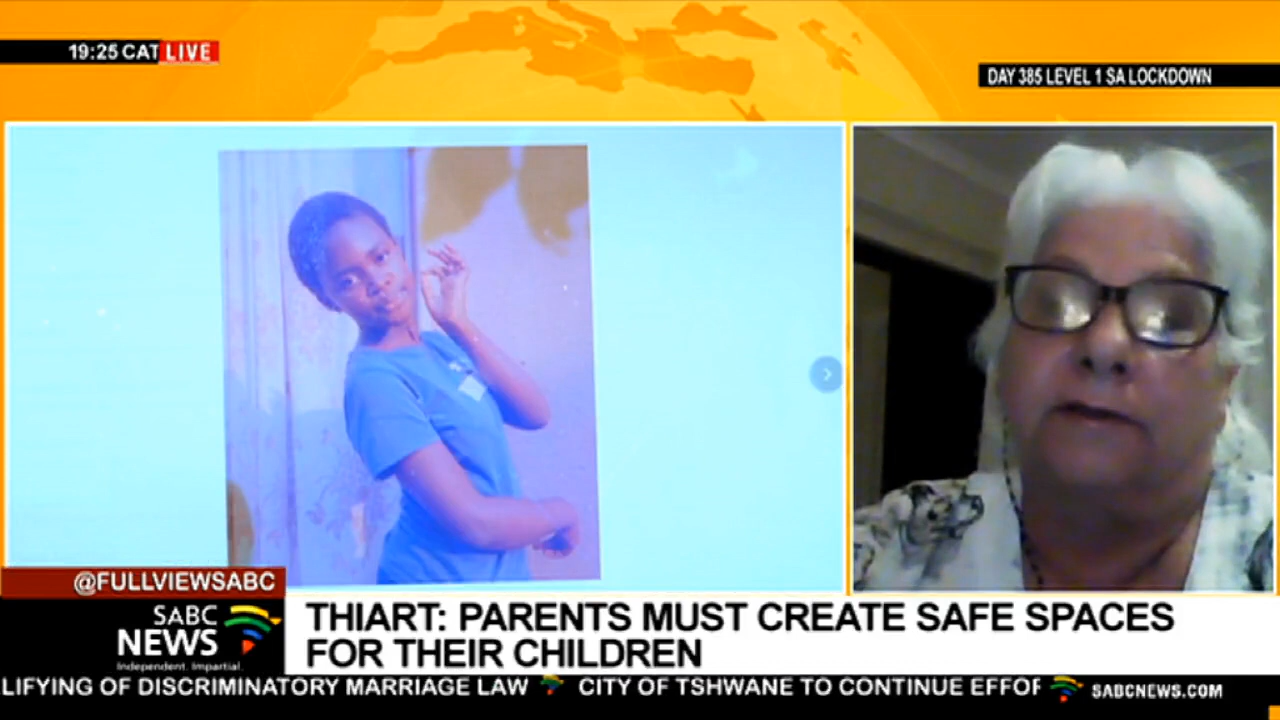 19:25 CAT LIVE
DAY 385 LEVEL 1 SA LOCKDOWN
@FULLVIEWSABC
SABC
NEWS
Independent. Impartial.
THIART: PARENTS MUST CREATE SAFE SPACES
FOR THEIR CHILDREN
LIFYING OF DISCRIMINATORY MARRIAGE LAW CITY OF TSHWANE TO CONTINUE EFFOR SABCNEWS.COM